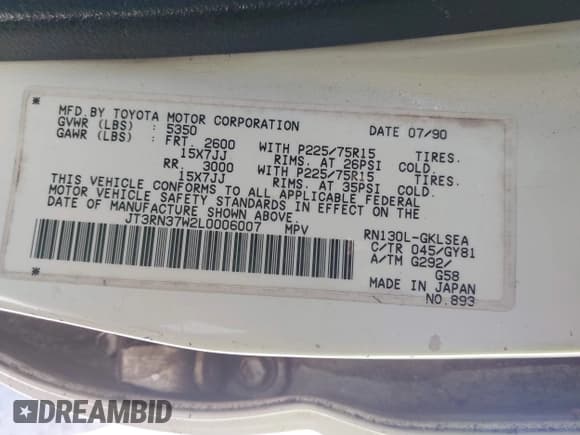 MFD.BY TOYOTA MOTOR CORPORATION DATE 07/90
GVWR (LBS) : 5350
GAWR (LBS) : FRT. 2600 WITH P225/75R15 TIRES.
15X7JJ RIMS. AT 26PSI COLD.
RR. 3000 WITH P225/75R15 TIRES.
15X7JJ RIMS. AT 35PSI COLD.
THIS VEHICLE CONFORMS TO ALL APPLICABLE FEDERAL
MOTOR VEHICLE SAFETY STANDARDS IN EFFECT ON THE
DATE OF MANUFACTURE SHOWN ABOVE.
JT3RN37W2L0006007 MPV
RN130L-GKLSEA
C/TR 045/GY81
A/TM G292/
G58
MADE IN JAPAN
NO.893
DREAMBID